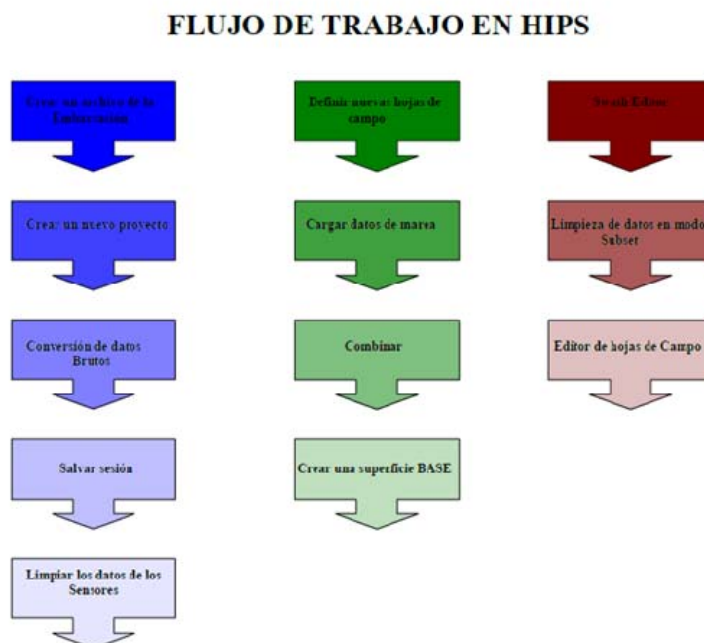 FLUJO DE TRABAJO EN HIPS
Crear un archivo de la
Embarcación
Crear un nuevo proyecto
Conversión de datos
Brutos
Salvar sesión
Limpiar los datos de los
Sensores
Definir nuevas hojas de
campo
Cargar datos de marea
Combinar
Crear una superficie BASE
Swath Editor
Limpieza de datos en modo
Subset
Editor de hojas de Campo